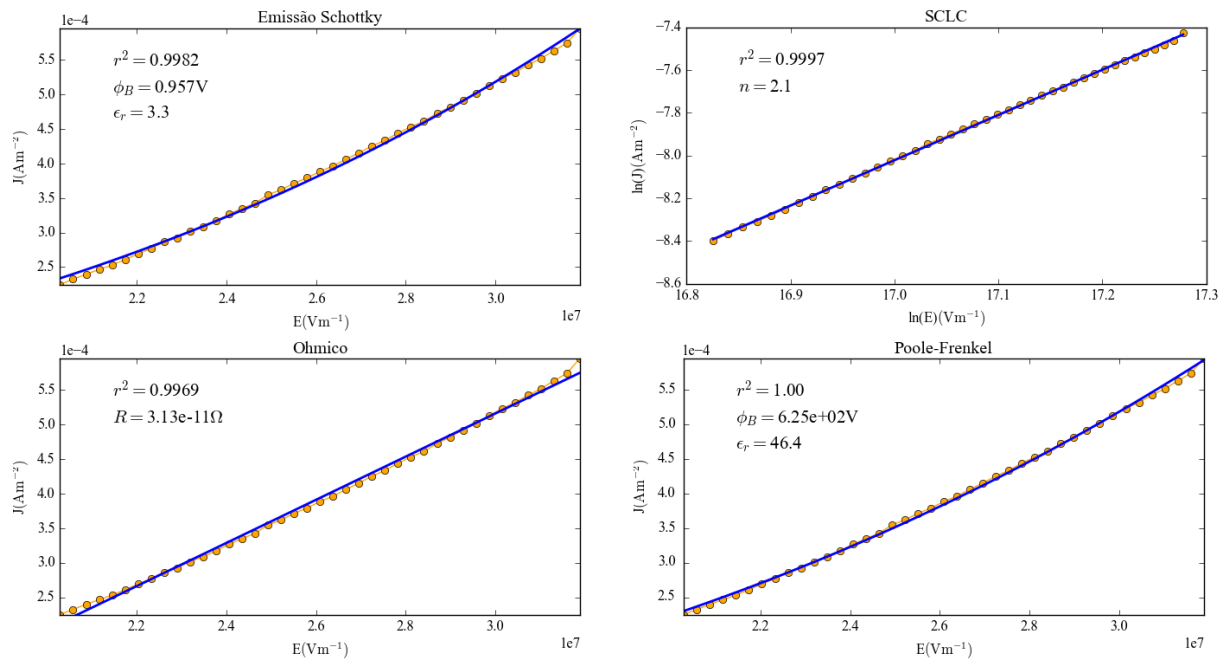 Emissão Schottky
1e−4
r² = 0.9982
ϕ_B = 0.957V
ϵ_r = 3.3
J(Am⁻²)
5.5
5.0
4.5
4.0
3.5
3.0
2.5
2.2 2.4 2.6 2.8 3.0
1e7
E(Vm⁻¹)
SCLC
r² = 0.9997
n = 2.1
ln(J)(Am⁻²)
−7.4
−7.6
−7.8
−8.0
−8.2
−8.4
−8.6
16.8 16.9 17.0 17.1 17.2 17.3
ln(E)(Vm⁻¹)
Ohmico
1e−4
r² = 0.9969
R = 3.13e-11Ω
J(Am⁻²)
5.5
5.0
4.5
4.0
3.5
3.0
2.5
2.2 2.4 2.6 2.8 3.0
1e7
E(Vm⁻¹)
Poole-Frenkel
1e−4
r² = 1.00
ϕ_B = 6.25e+02V
ϵ_r = 46.4
J(Am⁻²)
5.5
5.0
4.5
4.0
3.5
3.0
2.5
2.2 2.4 2.6 2.8 3.0
1e7
E(Vm⁻¹)